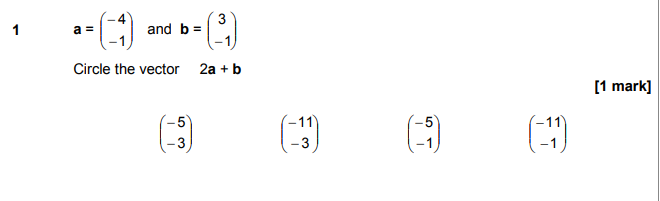 1 a = (−4 −1) and b = (3 −1)
Circle the vector 2a + b
[1 mark]
(−5 −3) (−11 −3) (−5 −1) (−11 −1)